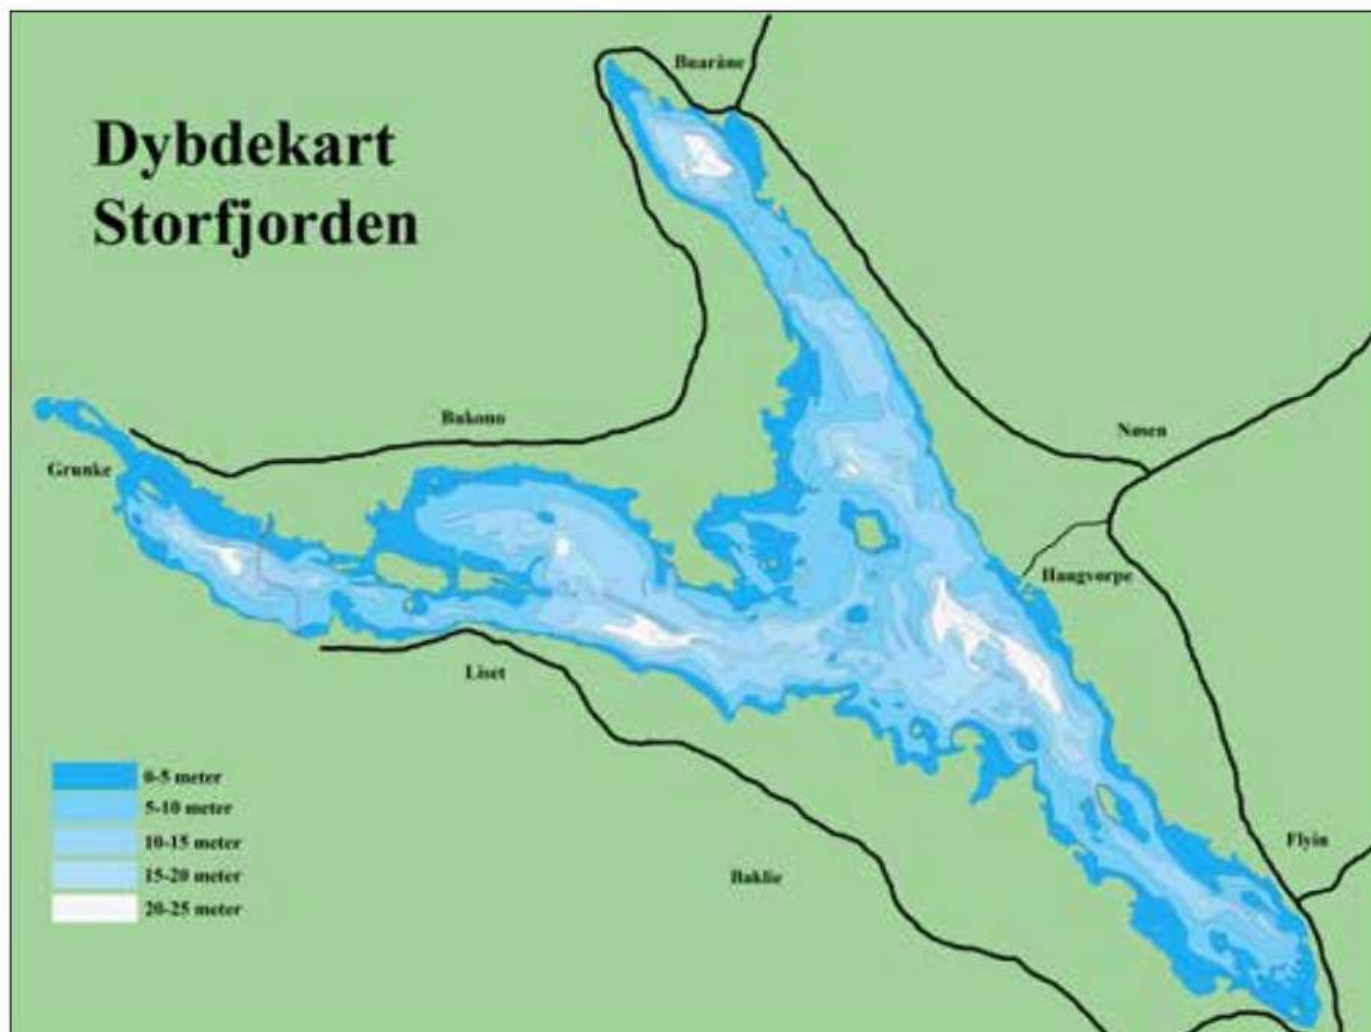 Dybdekart
Storfjorden
Buaråne
Bakono
Nøsen
Grunke
Haugvorpe
Liset
0-5 meter
5-10 meter
10-15 meter
15-20 meter
20-25 meter
Flyin
Baklie